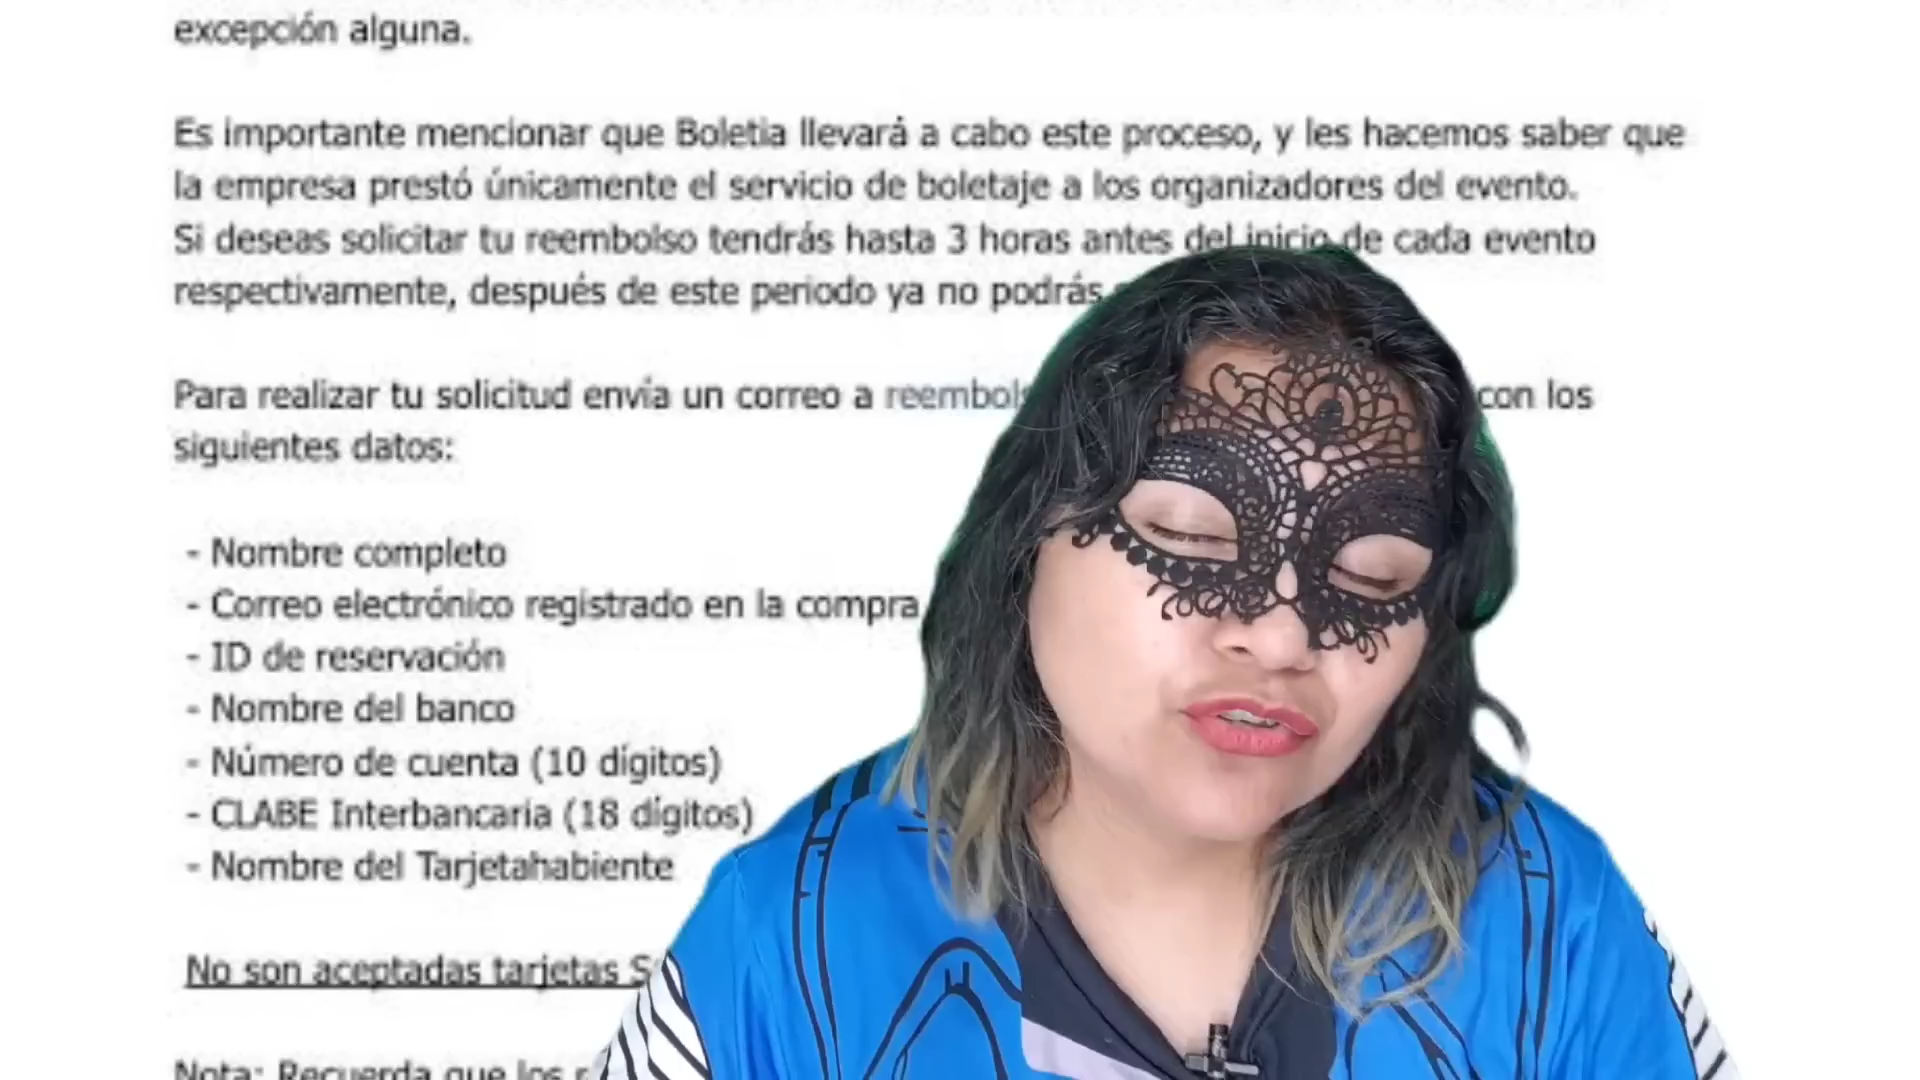 excepción alguna.
Es importante mencionar que Boletia llevará a cabo este proceso, y les hacemos saber que
la empresa prestó únicamente el servicio de boletaje a los organizadores del evento.
Si deseas solicitar tu reembolso tendrás hasta 3 horas antes del inicio de cada evento
respectivamente, después de este periodo ya no podrás
Para realizar tu solicitud envía un correo a con los
siguientes datos:
- Nombre completo
- Correo electrónico registrado en la compra
- ID de reservación
- Nombre del banco
- Número de cuenta (10 dígitos)
- CLABE Interbancaria (18 dígitos)
- Nombre del Tarjetahabiente
No son aceptadas tarjetas
Nota: Recuerda que los